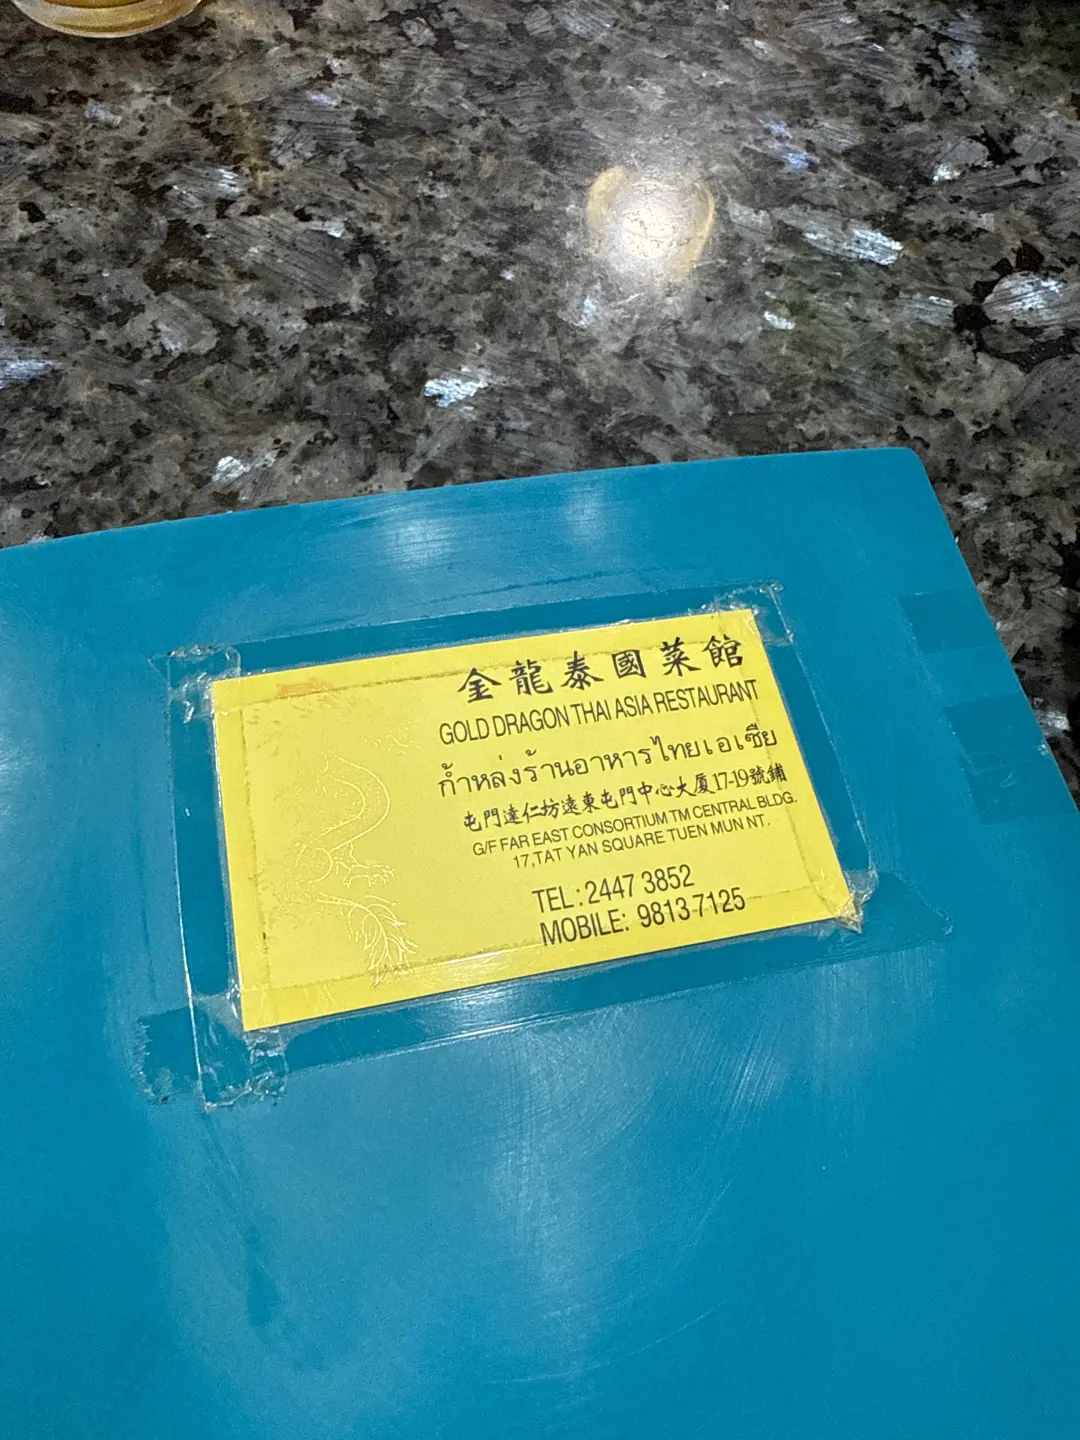 金龍泰國菜館
GOLD DRAGON THAI ASIA RESTAURANT
ก้ำหล่งร้านอาหารไทยเอเซีย
屯門達仁坊遠東屯門中心大厦17-19號鋪
G/F FAR EAST CONSORTIUM TM CENTRAL BLDG.
17,TAT YAN SQUARE TUEN MUN NT.
TEL : 2447 3852
MOBILE: 9813 7125